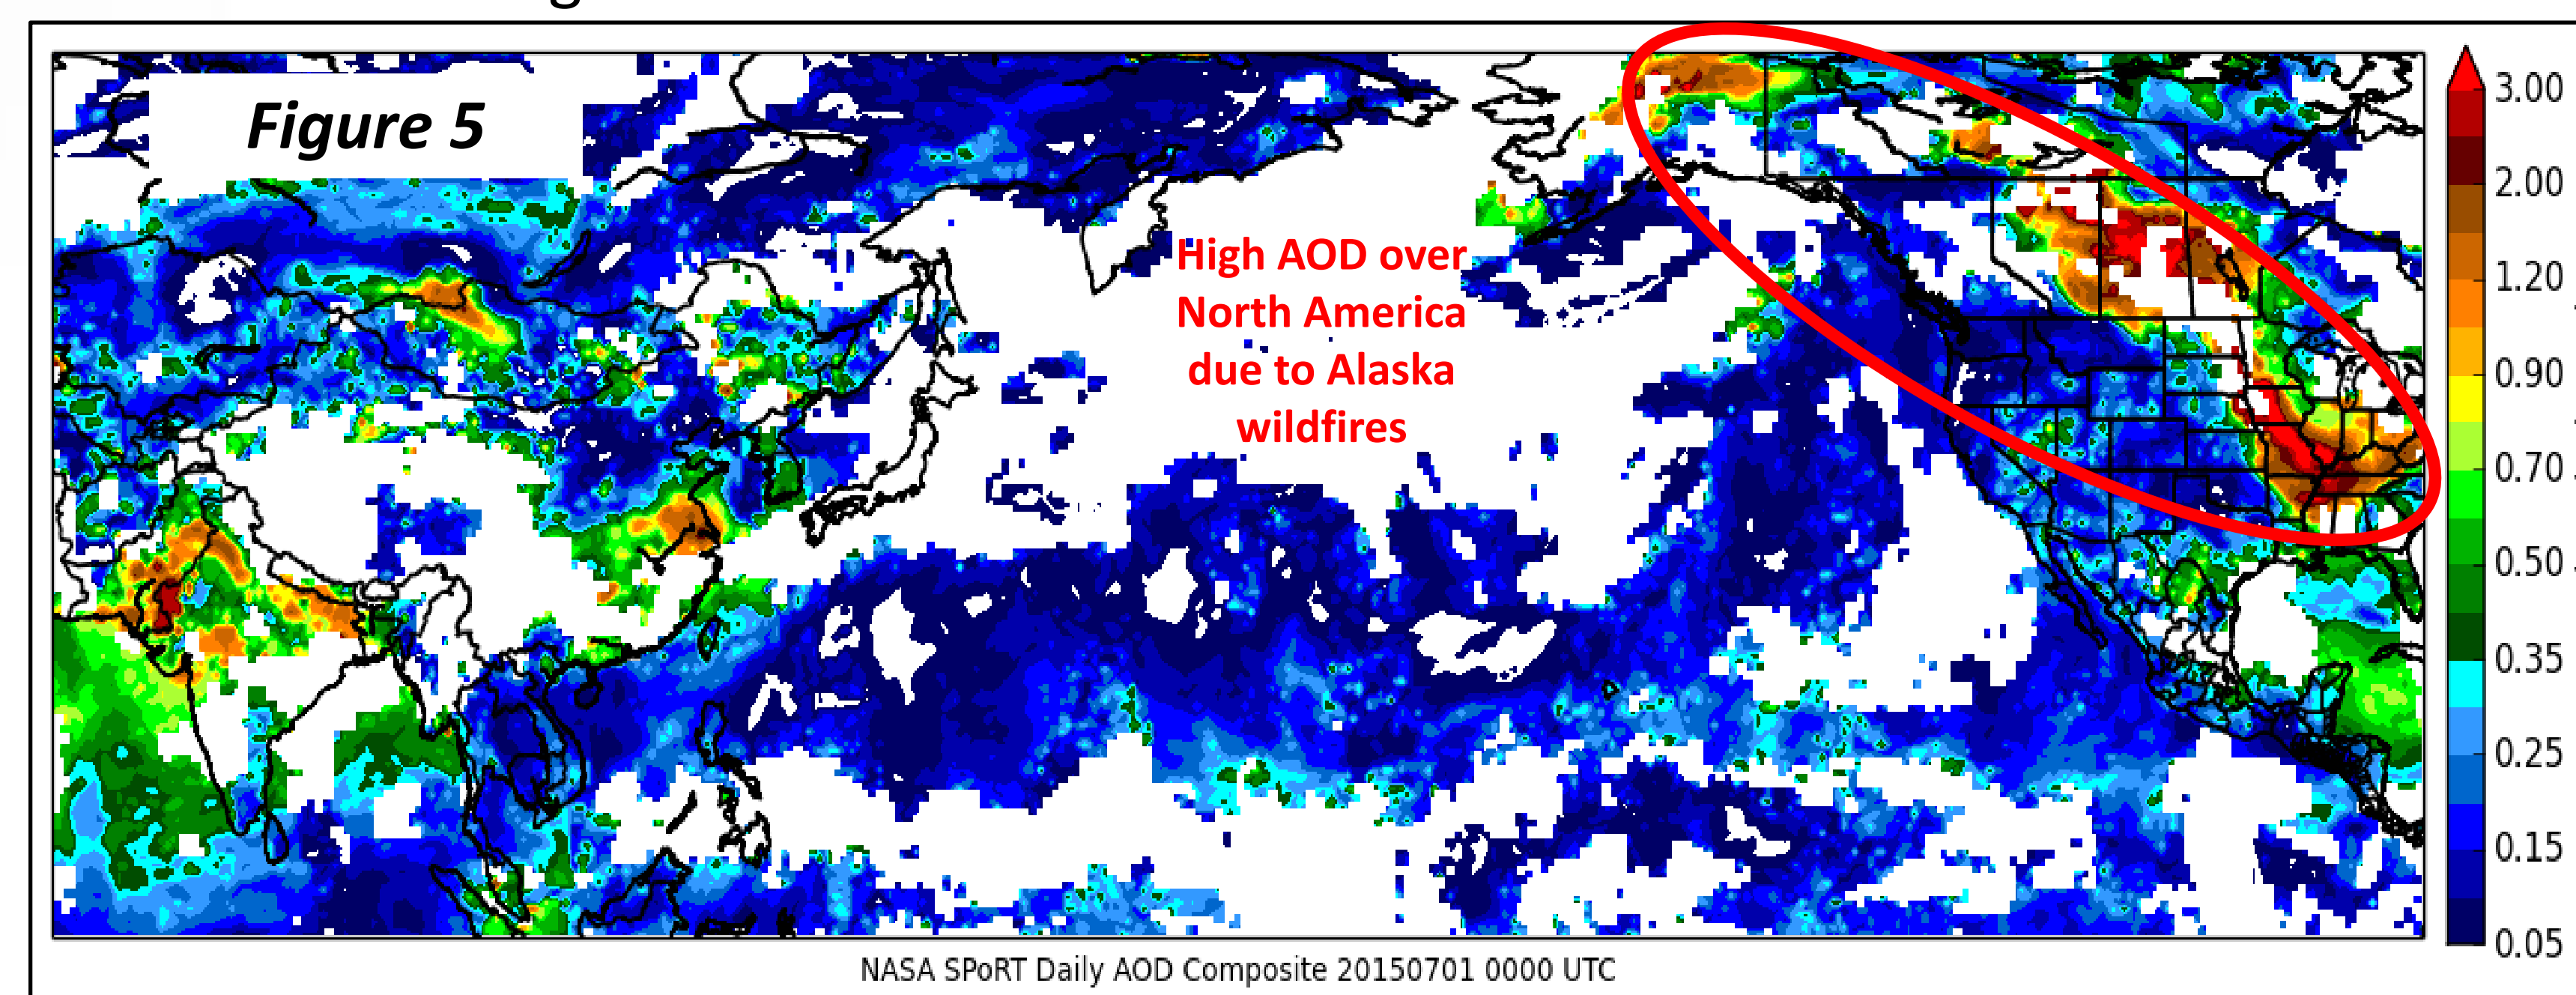 Figure 5
High AOD over
North America
due to Alaska
wildfires
3.00
2.00
1.20
0.90
0.70
0.50
0.35
0.25
0.15
0.05
NASA SPoRT Daily AOD Composite 20150701 0000 UTC